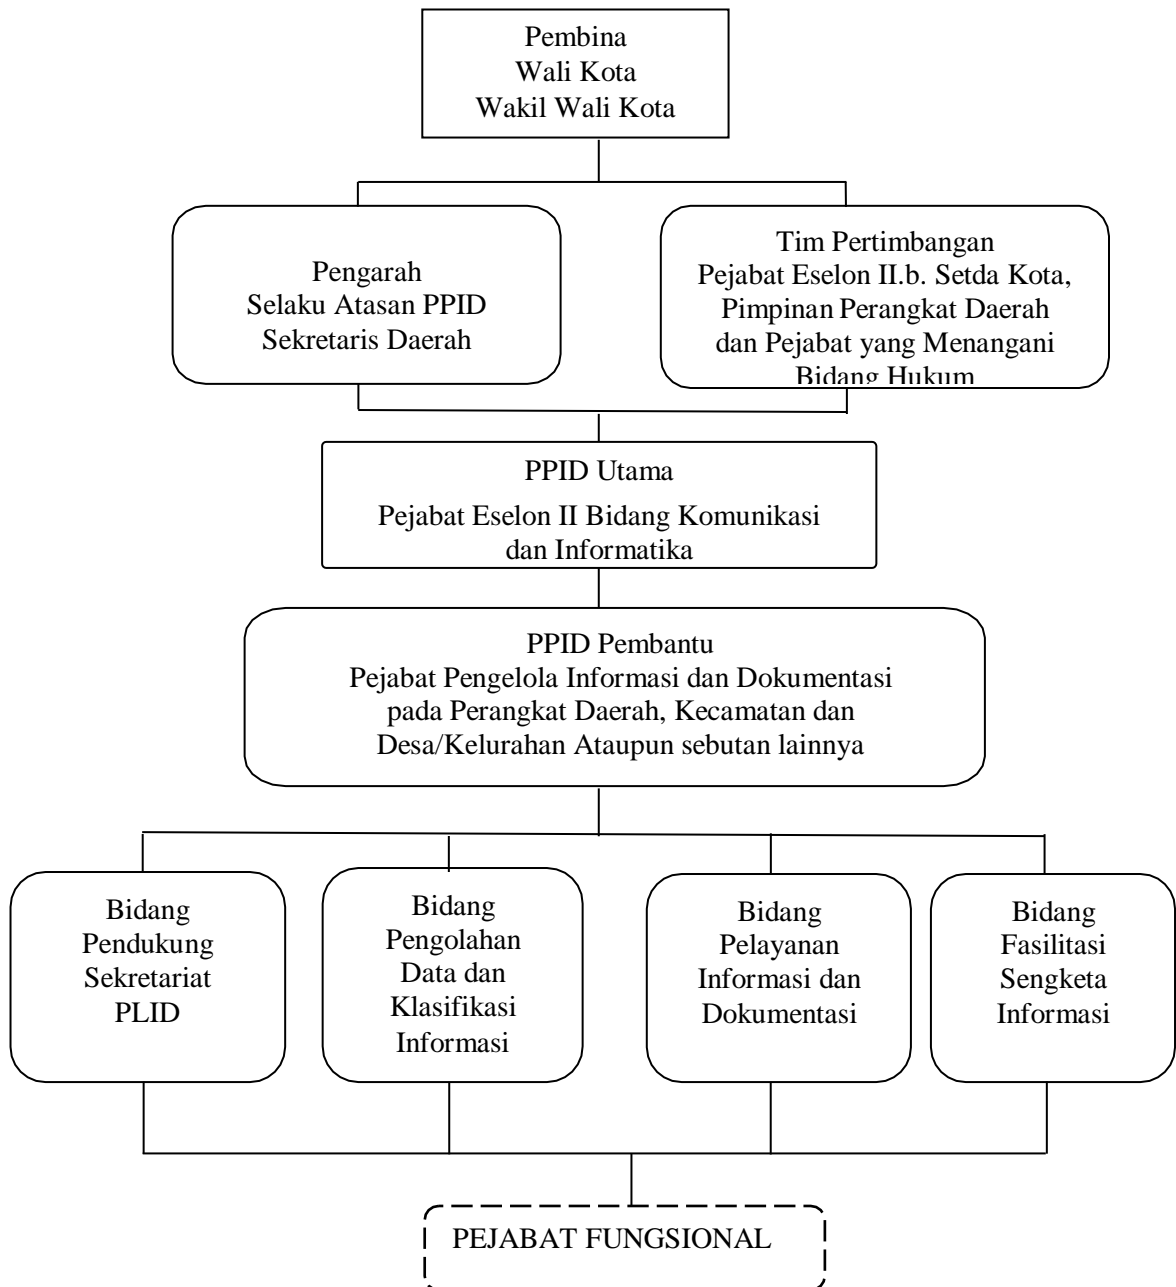 Pembina
Wali Kota
Wakil Wali Kota
Pengarah
Selaku Atasan PPID
Sekretaris Daerah
Tim Pertimbangan
Pejabat Eselon II.b. Setda Kota,
Pimpinan Perangkat Daerah
dan Pejabat yang Menangani
Bidang Hukum
PPID Utama
Pejabat Eselon II Bidang Komunikasi
dan Informatika
PPID Pembantu
Pejabat Pengelola Informasi dan Dokumentasi
pada Perangkat Daerah, Kecamatan dan
Desa/Kelurahan Ataupun sebutan lainnya
Bidang
Pendukung
Sekretariat
PLID
Bidang
Pengolahan
Data dan
Klasifikasi
Informasi
Bidang
Pelayanan
Informasi dan
Dokumentasi
Bidang
Fasilitasi
Sengketa
Informasi
PEJABAT FUNGSIONAL